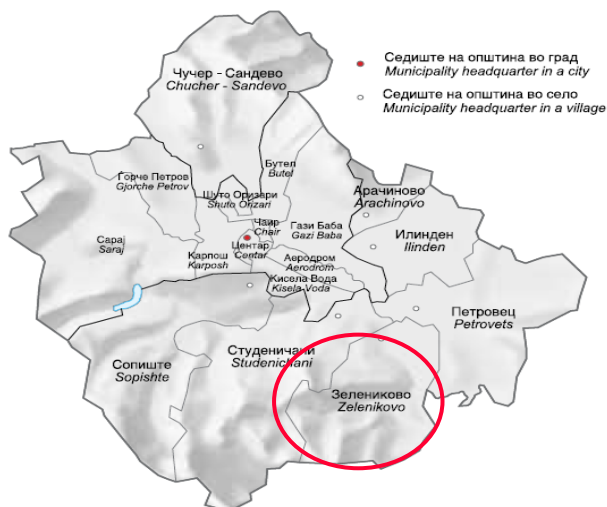 Седиште на општина во град
Municipality headquarter in a city
Седиште на општина во село
Municipality headquarter in a village
Чучер - Сандево
Chucher - Sandevo
Бутел
Butel
Ѓорче Петров
Gjorche Petrov
Шуто Оризари
Shuto Orizari
Арачиново
Arachinovo
Чаир
Chair
Гази Баба
Gazi Baba
Илинден
Ilinden
Сарај
Saraj
Карпош
Karposh
Центар
Centar
Аеродром
Aerodrom
Кисела Вода
Kisela Voda
Петровец
Petrovets
Сопиште
Sopishte
Студеничани
Studenichani
Зелениково
Zelenikovo